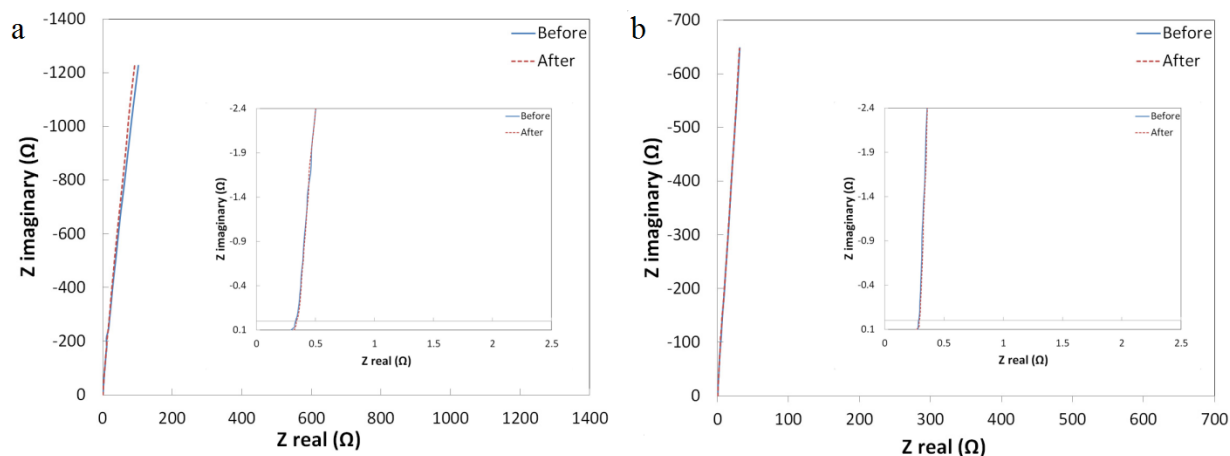 a
Z imaginary (Ω)
-1400
-1200
-1000
-800
-600
-400
-200
0
0 200 400 600 800 1000 1200 1400
Z real (Ω)
Before
After
Z imaginary (Ω)
-2.4
-1.9
-1.4
-0.9
-0.4
0.1
0 0.5 1 1.5 2 2.5
Z real (Ω)
Before
After
b
Z imaginary (Ω)
-700
-600
-500
-400
-300
-200
-100
0
0 100 200 300 400 500 600 700
Z real (Ω)
Before
After
Z imaginary (Ω)
-2.4
-1.9
-1.4
-0.9
-0.4
0.1
0 0.5 1 1.5 2 2.5
Z real (Ω)
Before
After